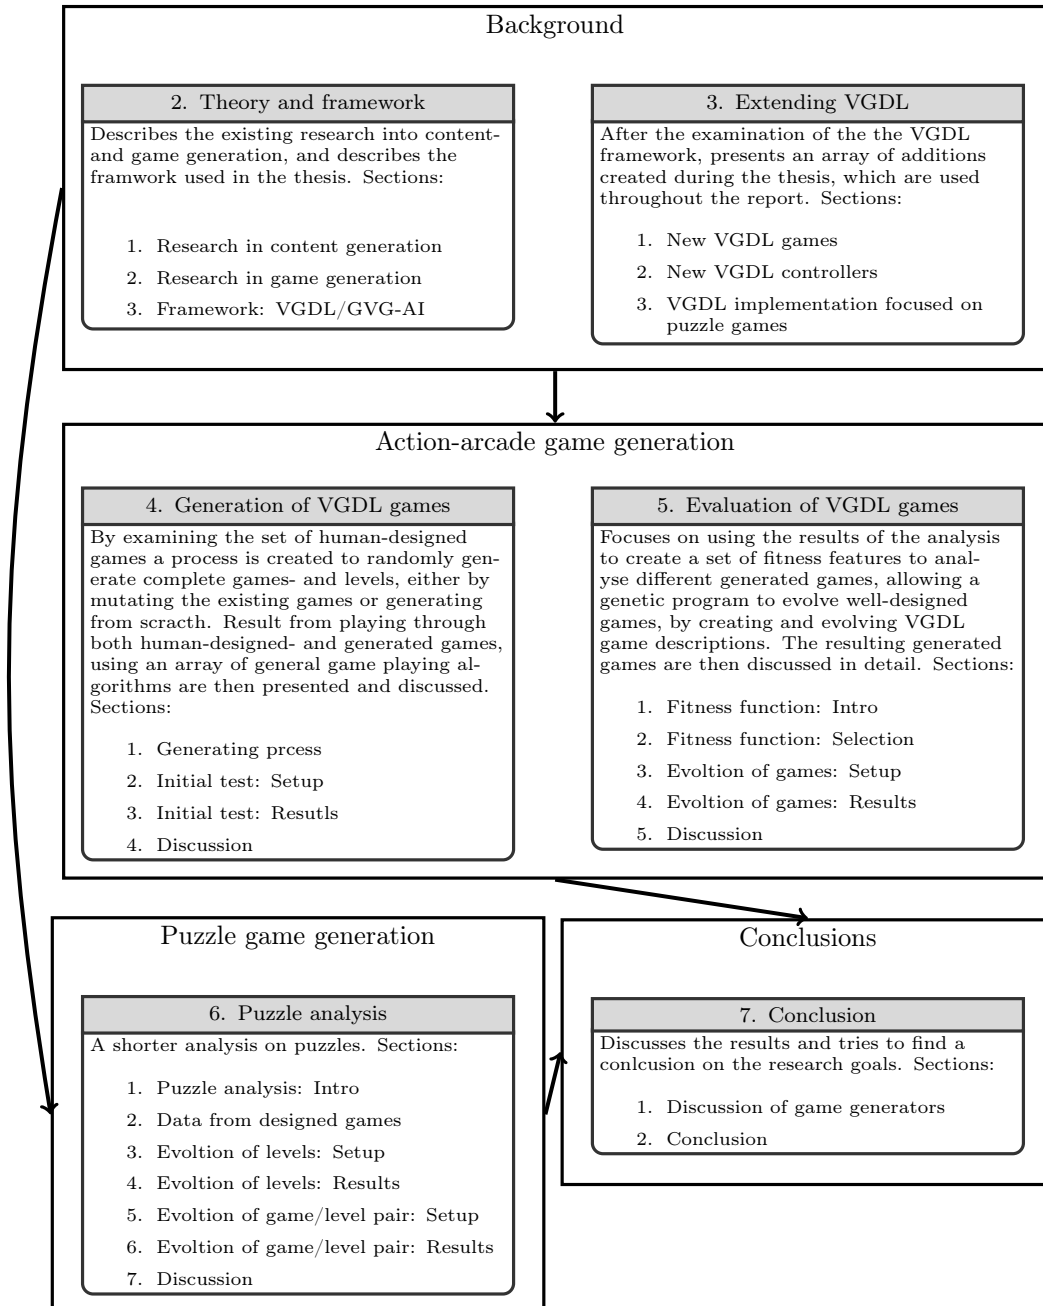 Background
2. Theory and framework
Describes the existing research into content-
and game generation, and describes the
framwork used in the thesis. Sections:
1. Research in content generation
2. Research in game generation
3. Framework: VGDL/GVG-AI
3. Extending VGDL
After the examination of the the VGDL
framework, presents an array of additions
created during the thesis, which are used
throughout the report. Sections:
1. New VGDL games
2. New VGDL controllers
3. VGDL implementation focused on
puzzle games
Action-arcade game generation
4. Generation of VGDL games
By examining the set of human-designed
games a process is created to randomly gen-
erate complete games- and levels, either by
mutating the existing games or generating
from scracth. Result from playing through
both human-designed- and generated games,
using an array of general game playing al-
gorithms are then presented and discussed.
Sections:
1. Generating prcess
2. Initial test: Setup
3. Initial test: Resutls
4. Discussion
5. Evaluation of VGDL games
Focuses on using the results of the analysis
to create a set of fitness features to anal-
yse different generated games, allowing a
genetic program to evolve well-designed
games, by creating and evolving VGDL
game descriptions. The resulting generated
games are then discussed in detail. Sections:
1. Fitness function: Intro
2. Fitness function: Selection
3. Evoltion of games: Setup
4. Evoltion of games: Results
5. Discussion
Puzzle game generation
6. Puzzle analysis
A shorter analysis on puzzles. Sections:
1. Puzzle analysis: Intro
2. Data from designed games
3. Evoltion of levels: Setup
4. Evoltion of levels: Results
5. Evoltion of game/level pair: Setup
6. Evoltion of game/level pair: Results
7. Discussion
Conclusions
7. Conclusion
Discusses the results and tries to find a
conlcusion on the research goals. Sections:
1. Discussion of game generators
2. Conclusion